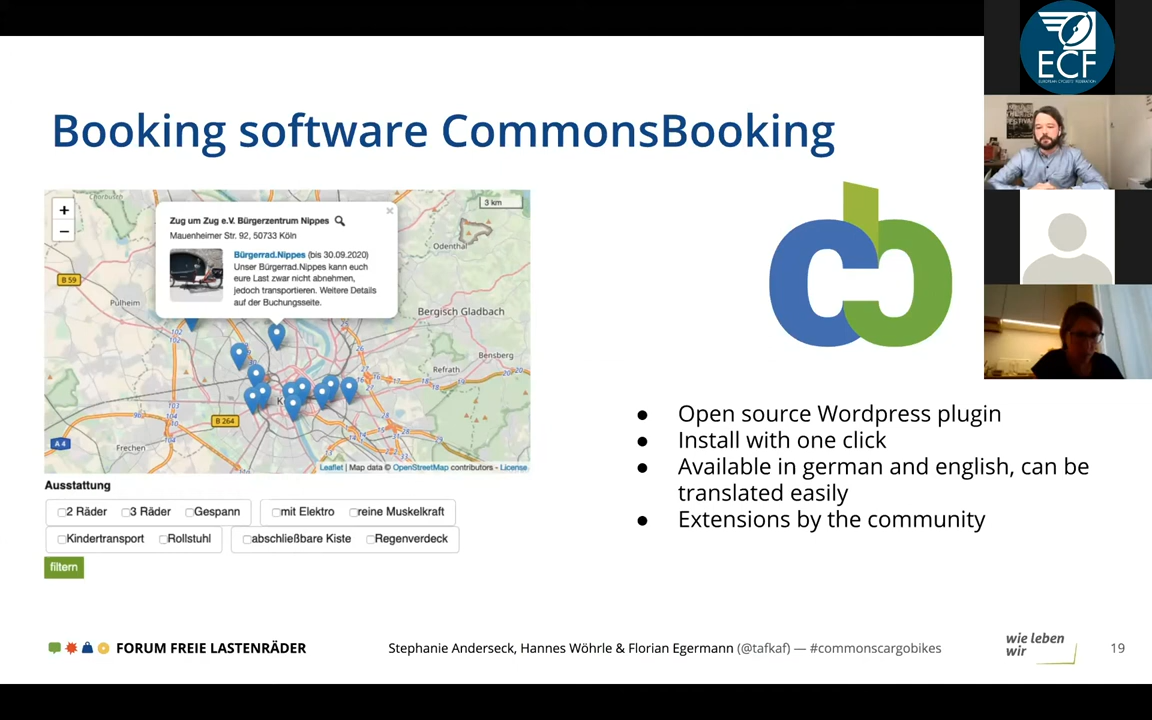 Booking software CommonsBooking
ECF
EUROPEAN CYCLISTS' FEDERATION
+
−
3 km
Zug um Zug e.V. Bürgerzentrum Nippes
×
Mauenheimer Str. 92, 50733 Köln
Bürgerrad.Nippes (bis 30.09.2020)
Unser Bürgerrad.Nippes kann euch
eure Last zwar nicht abnehmen,
jedoch transportieren. Weitere Details
auf der Buchungsseite.
Odenthal
B 59
Pulheim
Bergisch Gladbach
Bensberg
Refrath
B 264
Frechen
A 4
Leaflet | Map data © OpenStreetMap contributors - License
cb
● Open source Wordpress plugin
● Install with one click
● Available in german and english, can be
translated easily
● Extensions by the community
Ausstattung
2 Räder 3 Räder Gespann mit Elektro reine Muskelkraft
Kindertransport Rollstuhl abschließbare Kiste Regenverdeck
filtern
FORUM FREIE LASTENRÄDER
Stephanie Anderseck, Hannes Wöhrle & Florian Egermann (@tafkaf) — #commonscargobikes
wie leben
wir
19